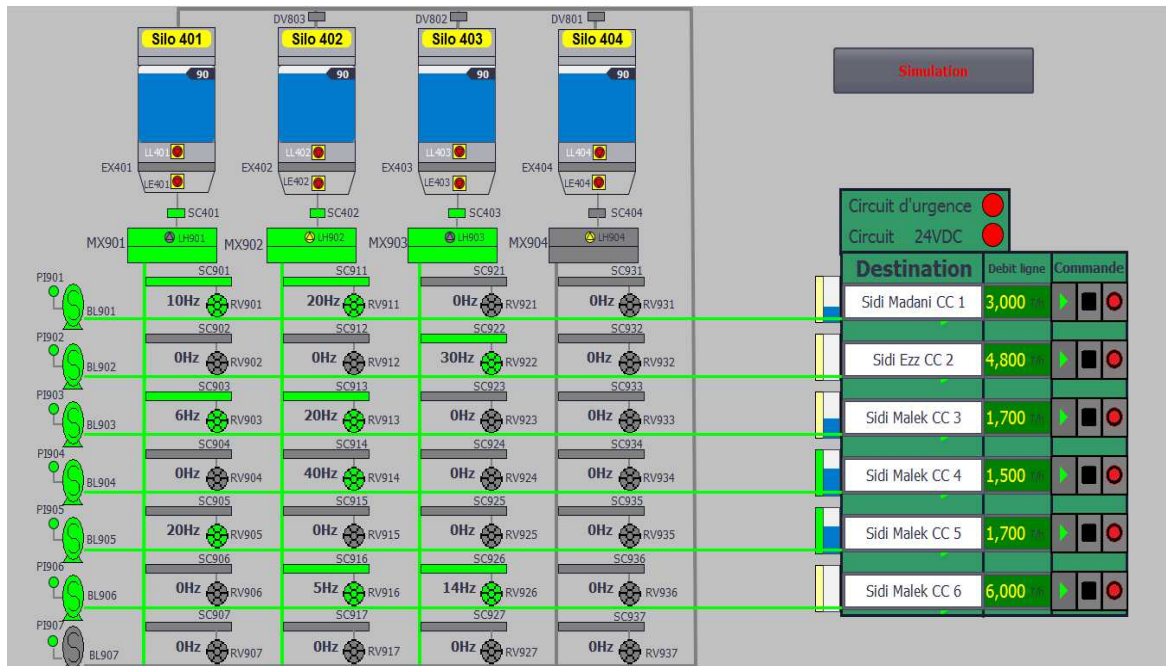 DV803 DV802 DV801
Silo 401 Silo 402 Silo 403 Silo 404
Simulation
90 90 90 90
LL401 LL402 LL403 LL404
EX401 EX402 EX403 EX404
LE401 LE402 LE403 LE404
SC401 SC402 SC403 SC404
Circuit d'urgence
MX901 LH901 MX902 LH902 MX903 LH903 MX904 LH904
Circuit 24VDC
Destination Debit ligne Commande
PI901 SC901 SC911 SC921 SC931
BL901 10Hz RV901 20Hz RV911 0Hz RV921 0Hz RV931 Sidi Madani CC 1 3,000 T/h
PI902 SC902 SC912 SC922 SC932
BL902 0Hz RV902 0Hz RV912 30Hz RV922 0Hz RV932 Sidi Ezz CC 2 4,800 T/h
PI903 SC903 SC913 SC923 SC933
BL903 6Hz RV903 20Hz RV913 0Hz RV923 0Hz RV933 Sidi Malek CC 3 1,700 T/h
PI904 SC904 SC914 SC924 SC934
BL904 0Hz RV904 40Hz RV914 0Hz RV924 0Hz RV934 Sidi Malek CC 4 1,500 T/h
PI905 SC905 SC915 SC925 SC935
BL905 20Hz RV905 0Hz RV915 0Hz RV925 0Hz RV935 Sidi Malek CC 5 1,700 T/h
PI906 SC906 SC916 SC926 SC936
BL906 0Hz RV906 5Hz RV916 14Hz RV926 0Hz RV936 Sidi Malek CC 6 6,000 T/h
PI907 SC907 SC917 SC927 SC937
BL907 0Hz RV907 0Hz RV917 0Hz RV927 0Hz RV937